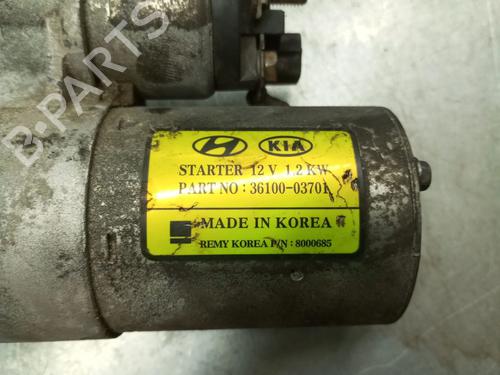 B-PARTS
KIA
STARTER 12 V 1.2 KW
PART NO : 36100-03701
MADE IN KOREA
REMY KOREA P/N : 8000685